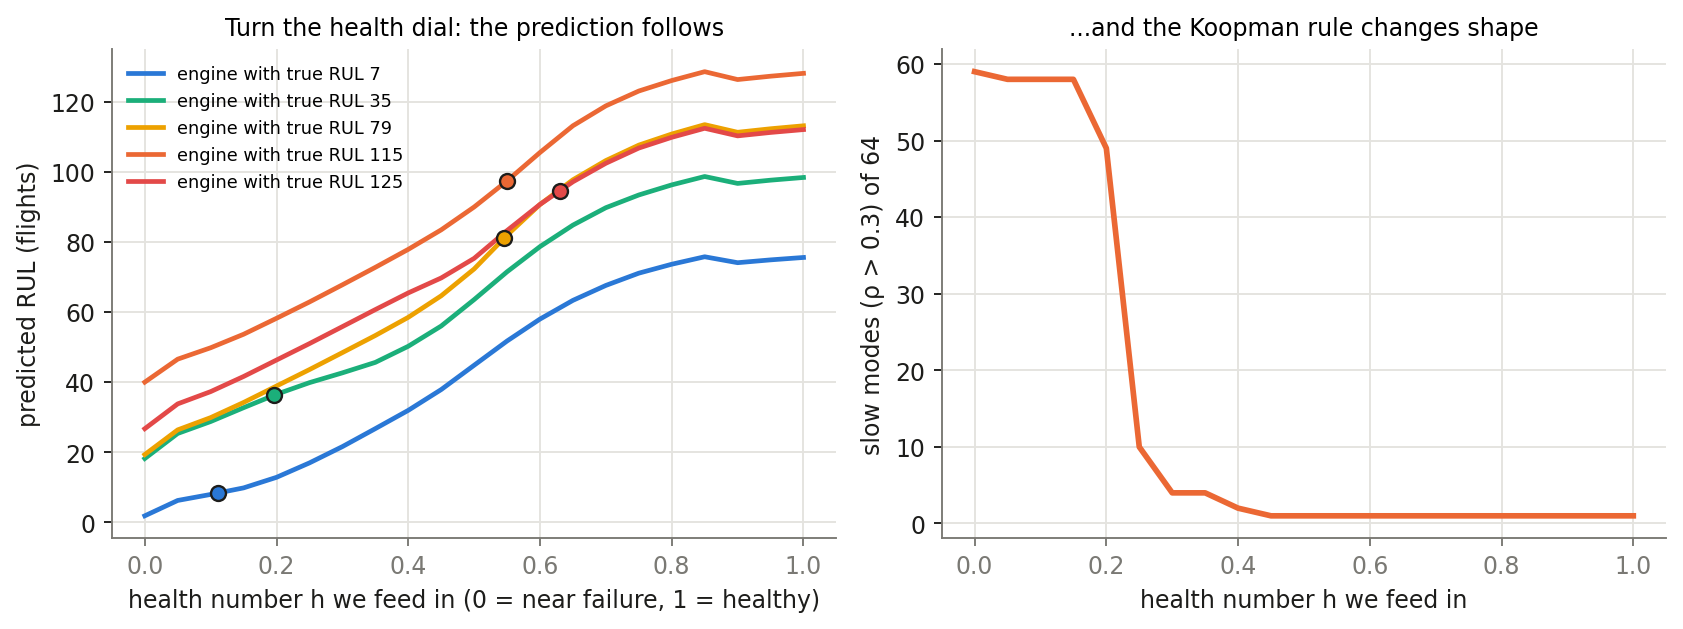 Turn the health dial: the prediction follows
engine with true RUL 7
engine with true RUL 35
engine with true RUL 79
engine with true RUL 115
engine with true RUL 125
predicted RUL (flights)
120
100
80
60
40
20
0
0.0 0.2 0.4 0.6 0.8 1.0
health number h we feed in (0 = near failure, 1 = healthy)
...and the Koopman rule changes shape
slow modes (ρ > 0.3) of 64
60
50
40
30
20
10
0
0.0 0.2 0.4 0.6 0.8 1.0
health number h we feed in